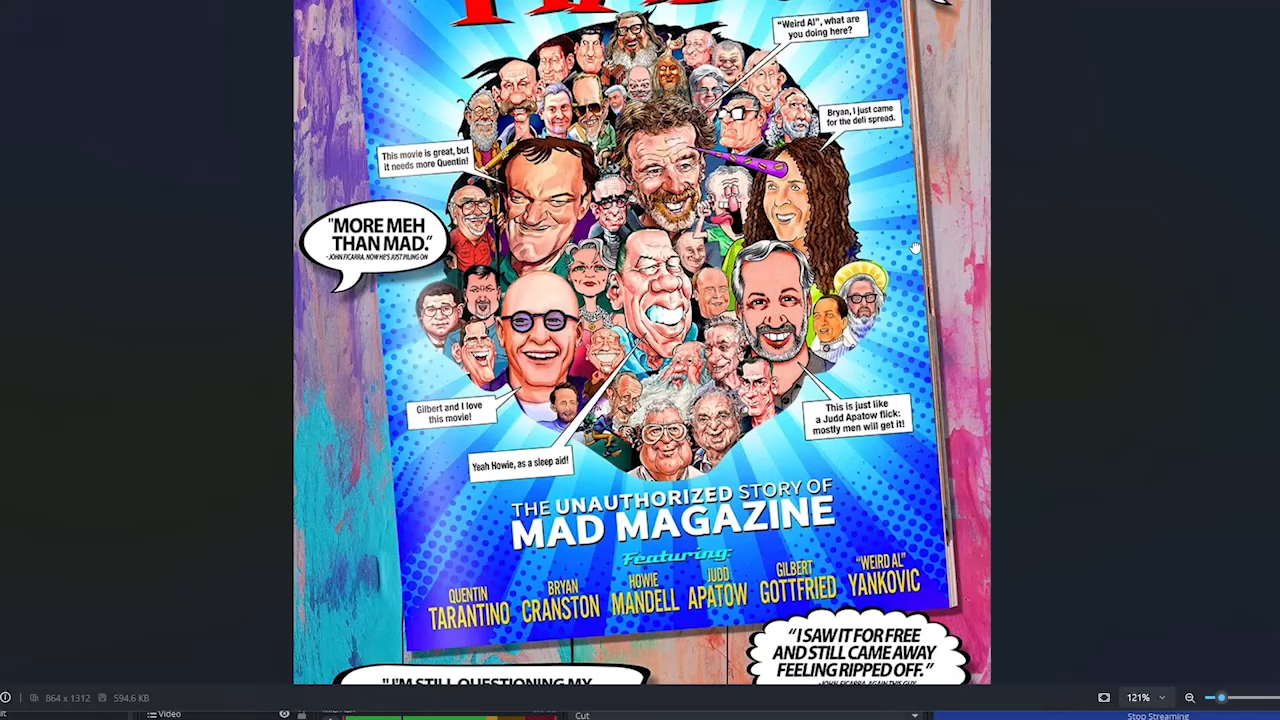 "Weird Al", what are
you doing here?
Bryan, I just came
for the deli spread.
This movie is great, but
it needs more Quentin!
"MORE MEH
THAN MAD."
-JOHN FICARRA. NOW HE'S JUST PILING ON
Gilbert and I love
this movie!
This is just like
a Judd Apatow flick:
mostly men will get it!
Yeah Howie, as a sleep aid!
THE UNAUTHORIZED STORY OF
MAD MAGAZINE
Featuring:
QUENTIN
TARANTINO
BRYAN
CRANSTON
HOWIE
MANDELL
JUDD
APATOW
GILBERT
GOTTFRIED
"WEIRD AL"
YANKOVIC
"I SAW IT FOR FREE
AND STILL CAME AWAY
FEELING RIPPED OFF."
-JOHN FICARRA, AGAIN THIS GUY
"I'M STILL QUESTIONING MY
864 x 1312 594.6 KB
121%
Video
Cut
Stop Streaming